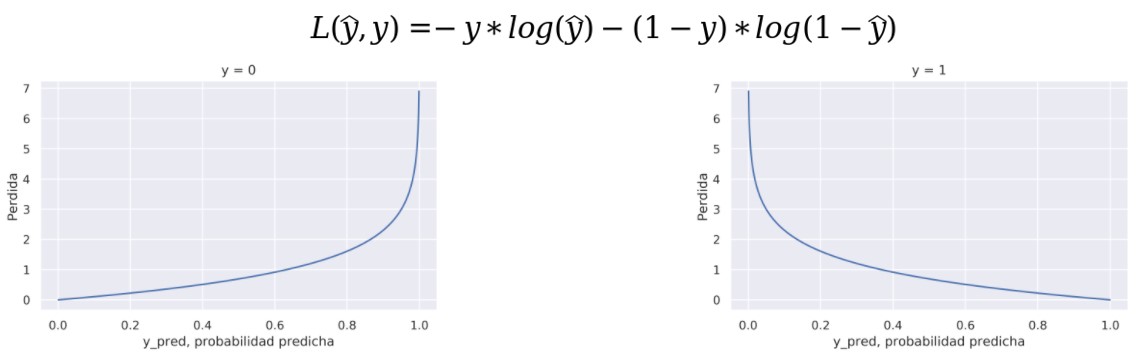 L(ŷ, y) =− y∗log(ŷ) − (1 − y)∗log(1 − ŷ)
y = 0
7
6
5
4
3
2
1
0
Perdida
0.0 0.2 0.4 0.6 0.8 1.0
y_pred, probabilidad predicha
y = 1
7
6
5
4
3
2
1
0
Perdida
0.0 0.2 0.4 0.6 0.8 1.0
y_pred, probabilidad predicha